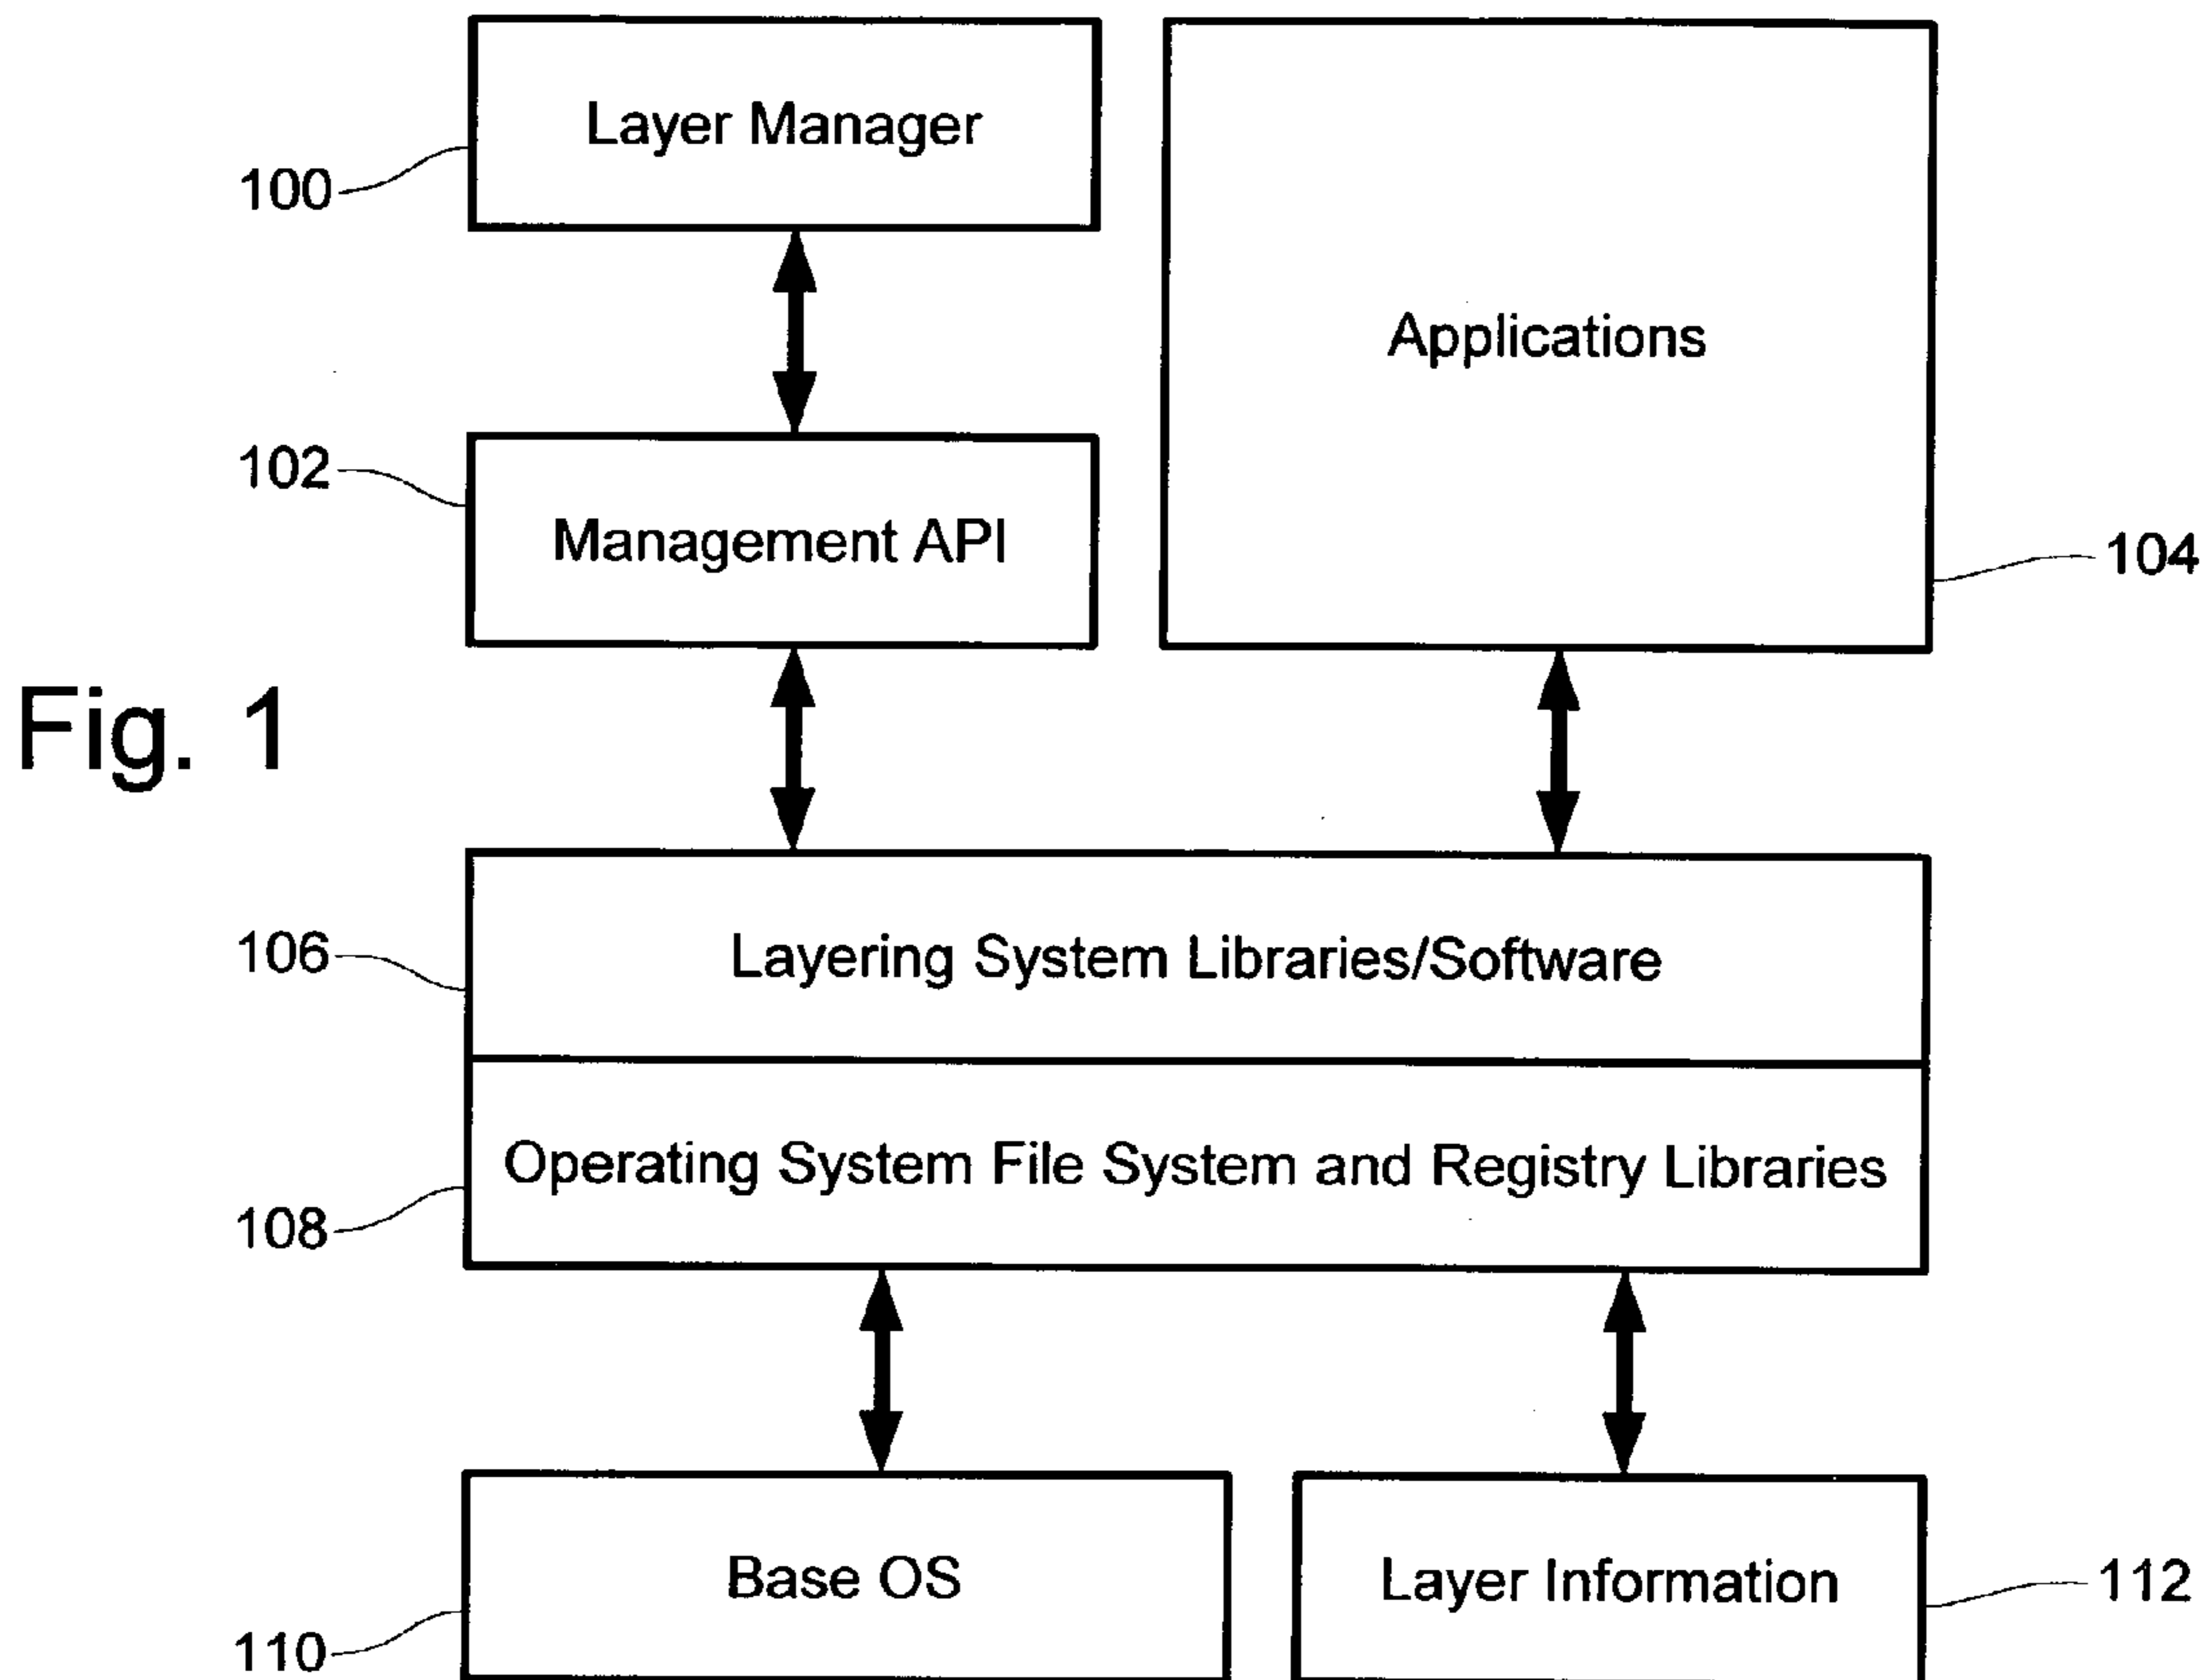 Layer Manager
100
Applications
102
Management API
104
Fig. 1
106
Layering System Libraries/Software
Operating System File System and Registry Libraries
108
Base OS
Layer Information
112
110